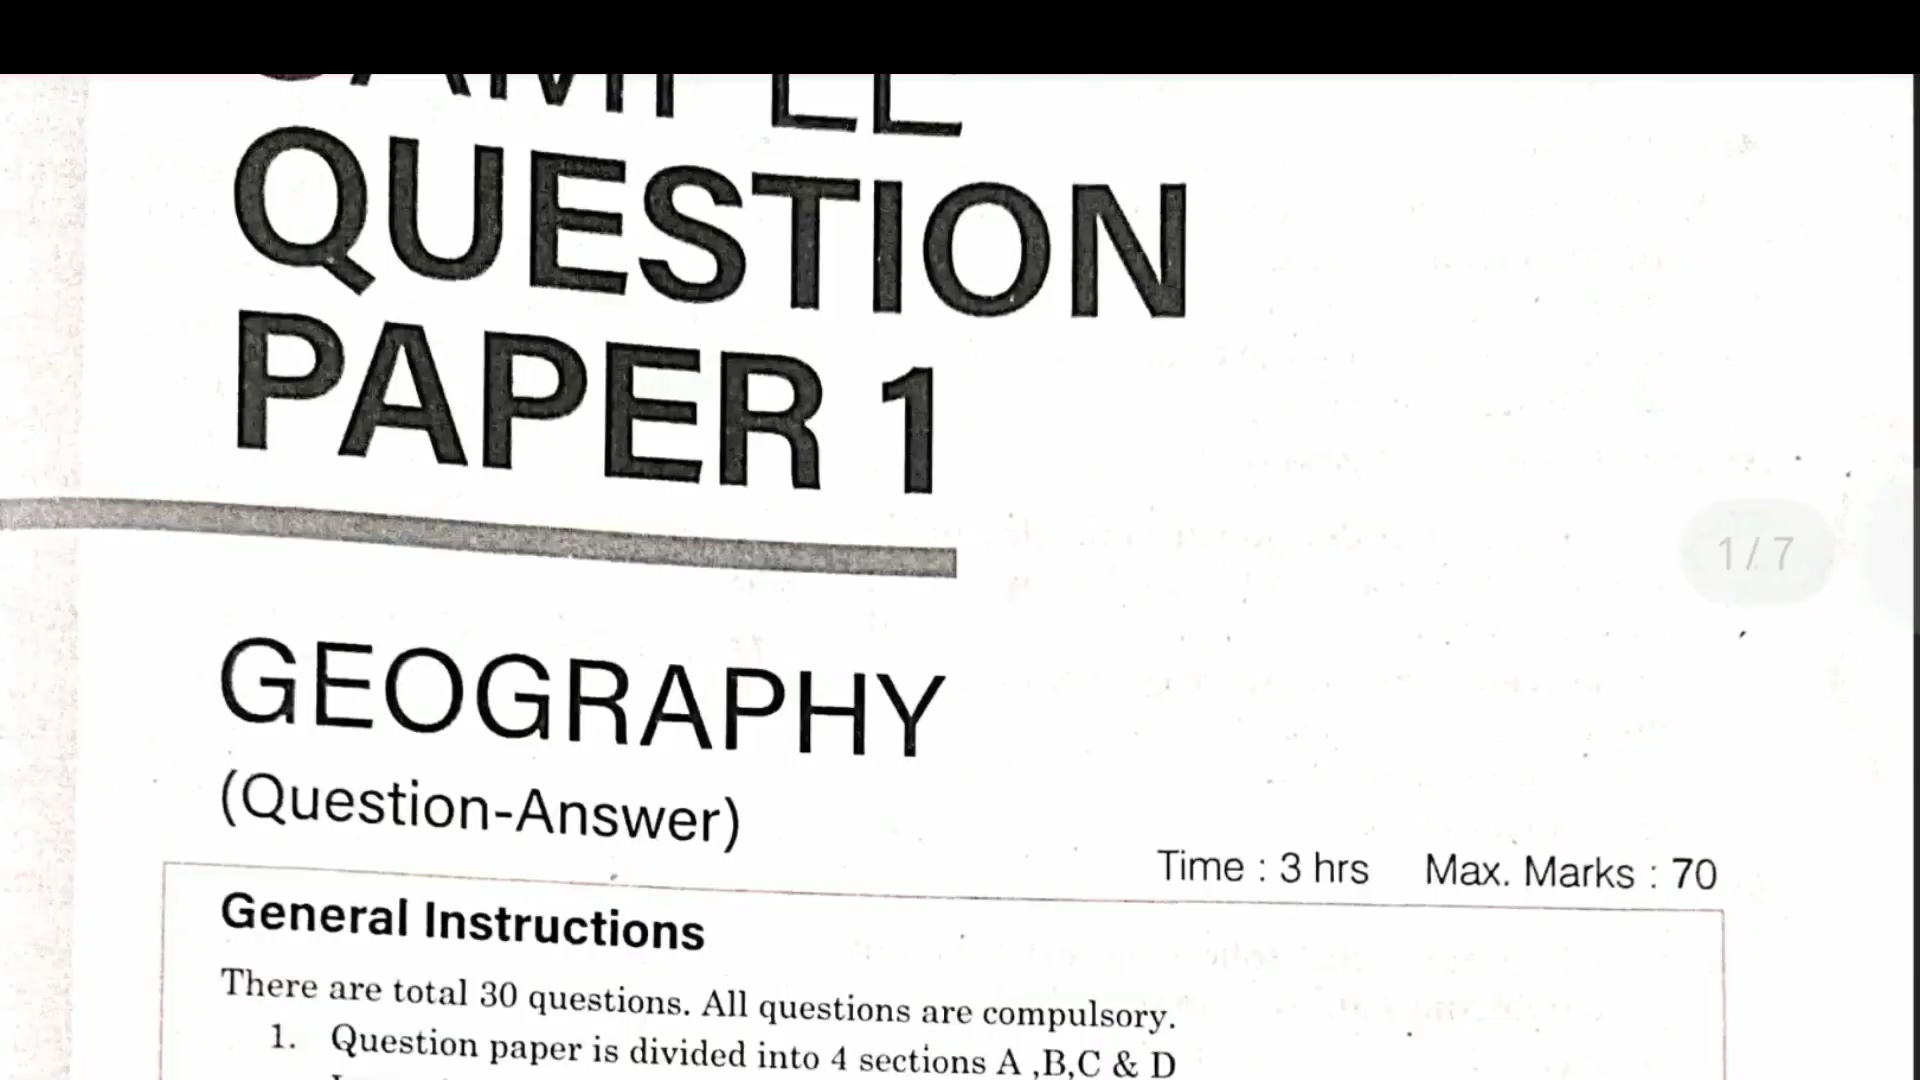 SAMPLE
QUESTION
PAPER 1
1 / 7
GEOGRAPHY
(Question-Answer)
Time : 3 hrs Max. Marks : 70
General Instructions
There are total 30 questions. All questions are compulsory.
1. Question paper is divided into 4 sections A ,B,C & D